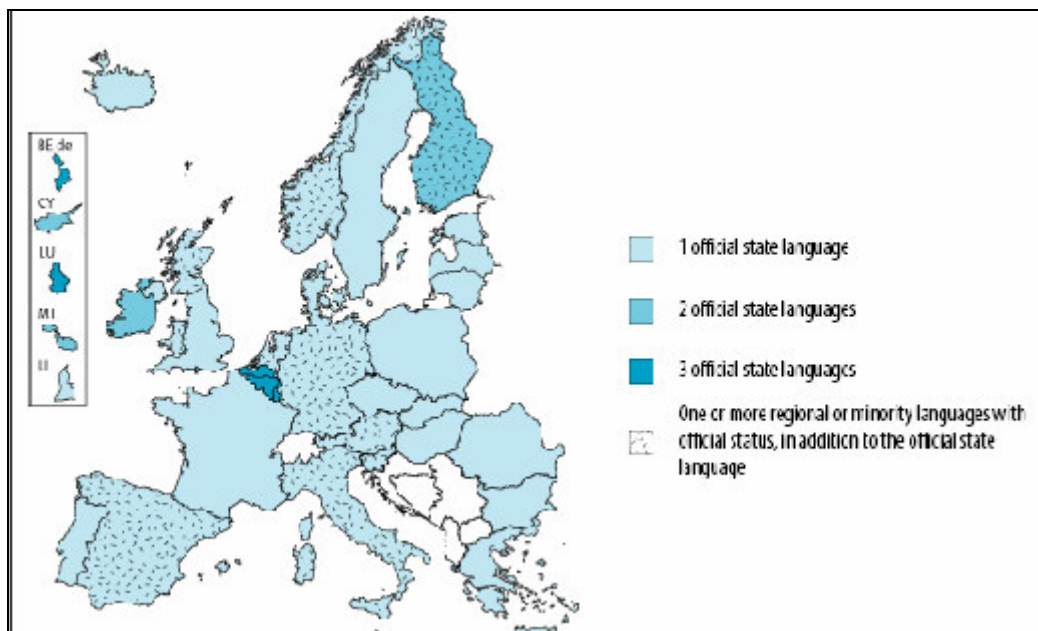 BE de
CY
LU
MT
LI
1 official state language
2 official state languages
3 official state languages
One or more regional or minority languages with
official status, in addition to the official state
language